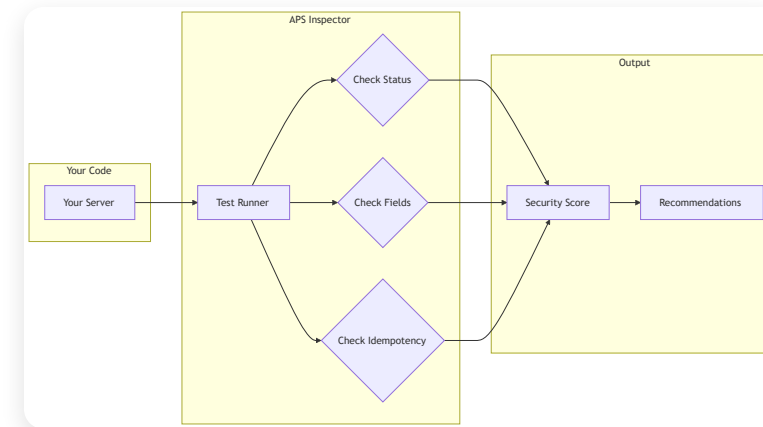 APS Inspector
Check Status
Output
Your Code
Your Server
Test Runner
Check Fields
Security Score
Recommendations
Check Idempotency